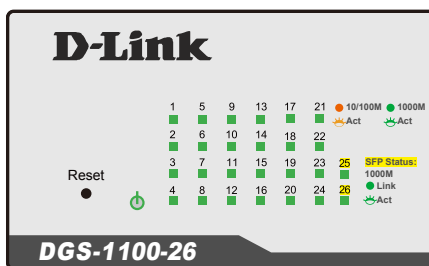 D-Link
1 5 9 13 17 21 10/100M 1000M
Act Act
2 6 10 14 18 22
3 7 11 15 19 23 25 SFP Status:
1000M
Reset
4 8 12 16 20 24 26 Link
Act
DGS-1100-26